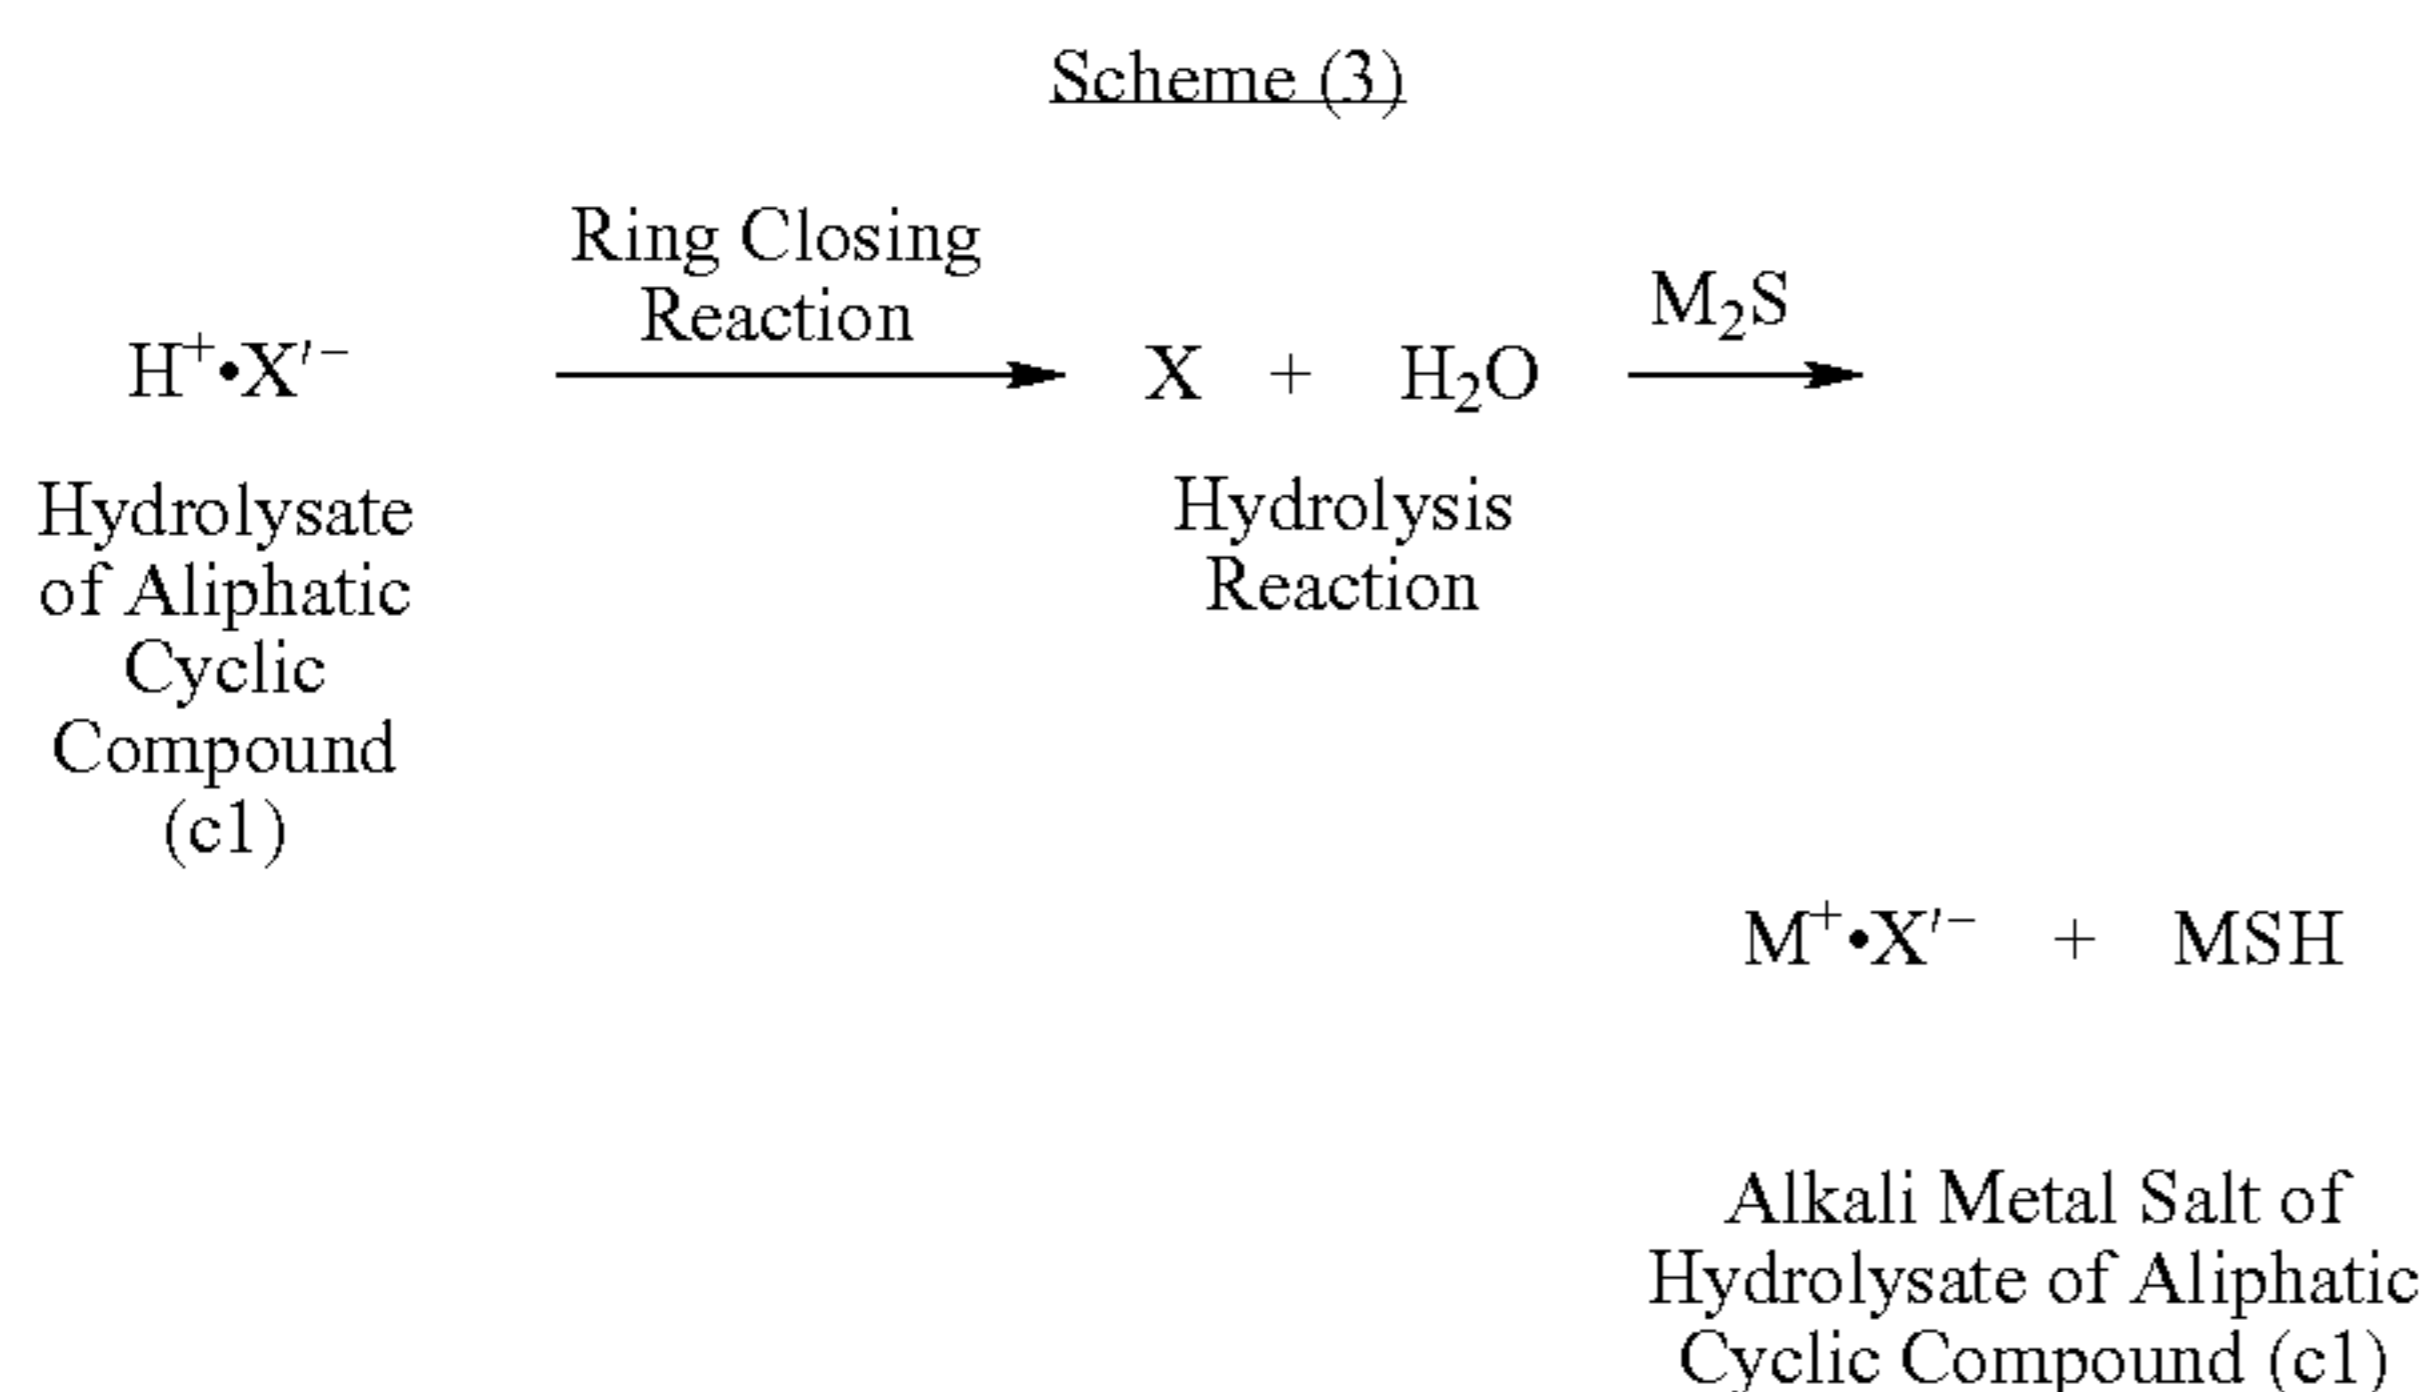 Scheme (3)
Ring Closing
Reaction
H⁺•X′⁻
X + H₂O
M₂S
Hydrolysate
of Aliphatic
Cyclic
Compound
(c1)
Hydrolysis
Reaction
M⁺•X′⁻ + MSH
Alkali Metal Salt of
Hydrolysate of Aliphatic
Cyclic Compound (c1)